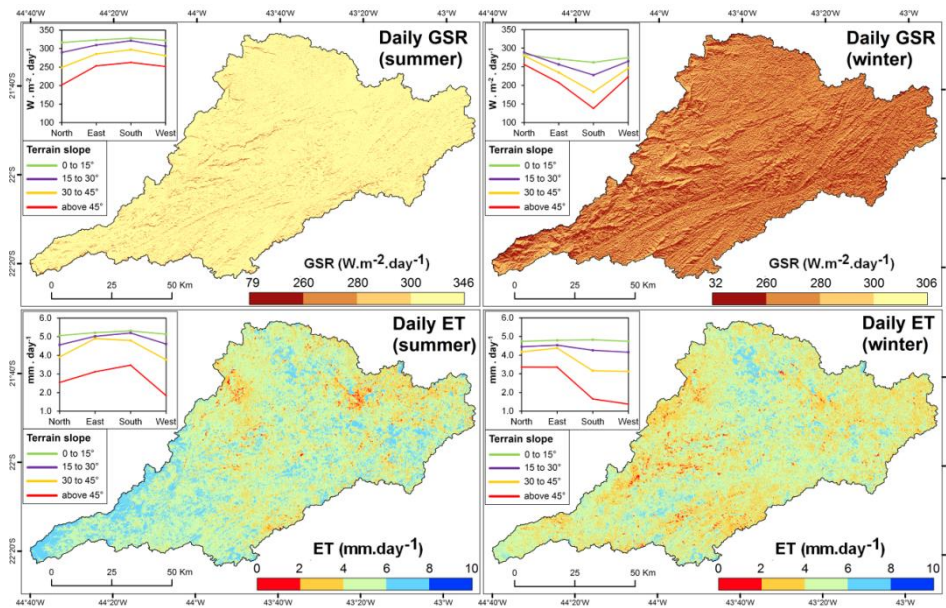 44°40'W 44°20'W 44°W 43°40'W 43°20'W 43°W 44°20'W 44°W 43°40'W 43°20'W 43°W
Daily GSR
(summer)
350
300
250
200
150
100
W . m⁻². day⁻¹
North East South West
Terrain slope
0 to 15°
15 to 30°
30 to 45°
above 45°
21°40'S
22°S
22°20'S
0 25 50 Km
GSR (W.m⁻².day⁻¹)
79 260 280 300 346
Daily GSR
(winter)
350
300
250
200
150
100
W . m⁻². day⁻¹
North East South West
Terrain slope
0 to 15°
15 to 30°
30 to 45°
above 45°
0 25 50 Km
GSR (W.m⁻².day⁻¹)
32 260 280 300 306
Daily ET
(summer)
6.0
5.0
4.0
3.0
2.0
1.0
mm. day⁻¹
North East South West
Terrain slope
0 to 15°
15 to 30°
30 to 45°
above 45°
21°40'S
22°S
22°20'S
0 25 50 Km
ET (mm.day⁻¹)
0 2 4 6 8 10
Daily ET
(winter)
6.0
5.0
4.0
3.0
2.0
1.0
mm. day⁻¹
North East South West
Terrain slope
0 to 15°
15 to 30°
30 to 45°
above 45°
0 25 50 Km
ET (mm.day⁻¹)
0 2 4 6 8 10
44°40'W 44°20'W 44°W 43°40'W 43°20'W 43°W 44°20'W 44°W 43°40'W 43°20'W 43°W